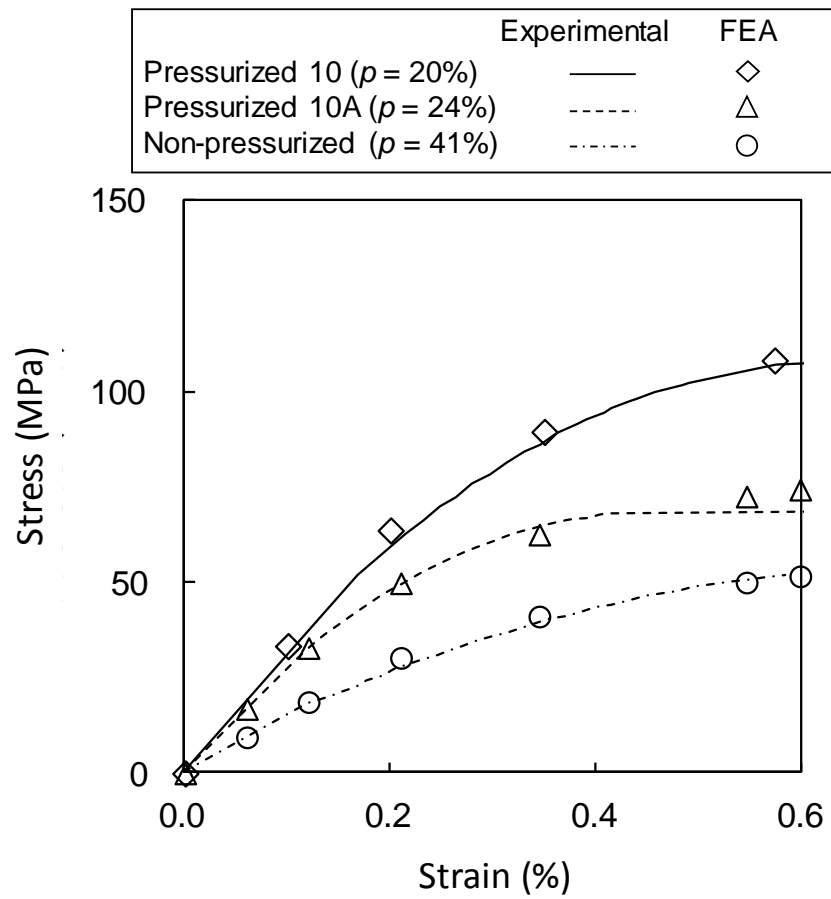 Experimental FEA
Pressurized 10 (p = 20%)
Pressurized 10A (p = 24%)
Non-pressurized (p = 41%)
150
100
50
0
Stress (MPa)
0.0 0.2 0.4 0.6
Strain (%)